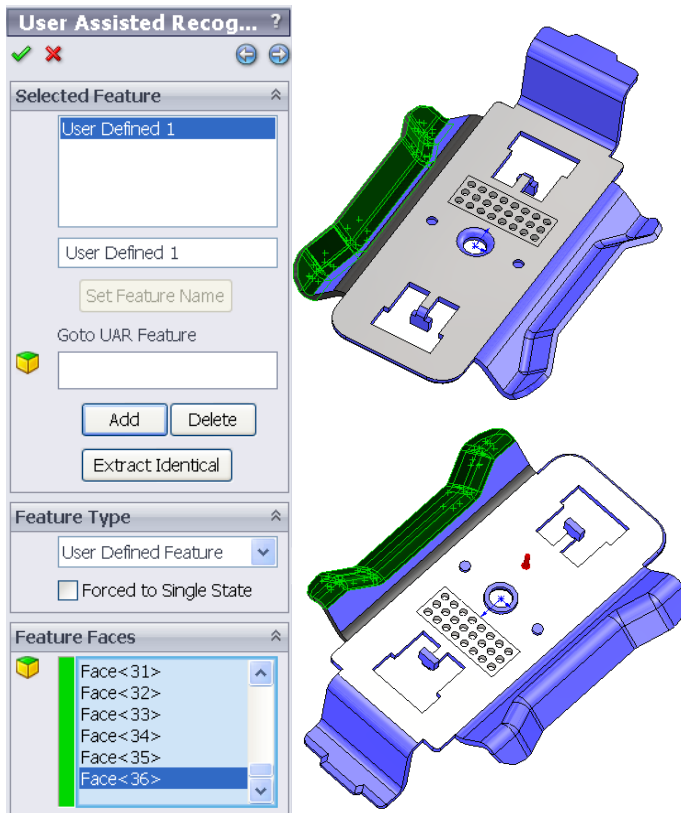 User Assisted Recog... ?
Selected Feature
User Defined 1
User Defined 1
Set Feature Name
Goto UAR Feature
Add Delete
Extract Identical
Feature Type
User Defined Feature
Forced to Single State
Feature Faces
Face<31>
Face<32>
Face<33>
Face<34>
Face<35>
Face<36>